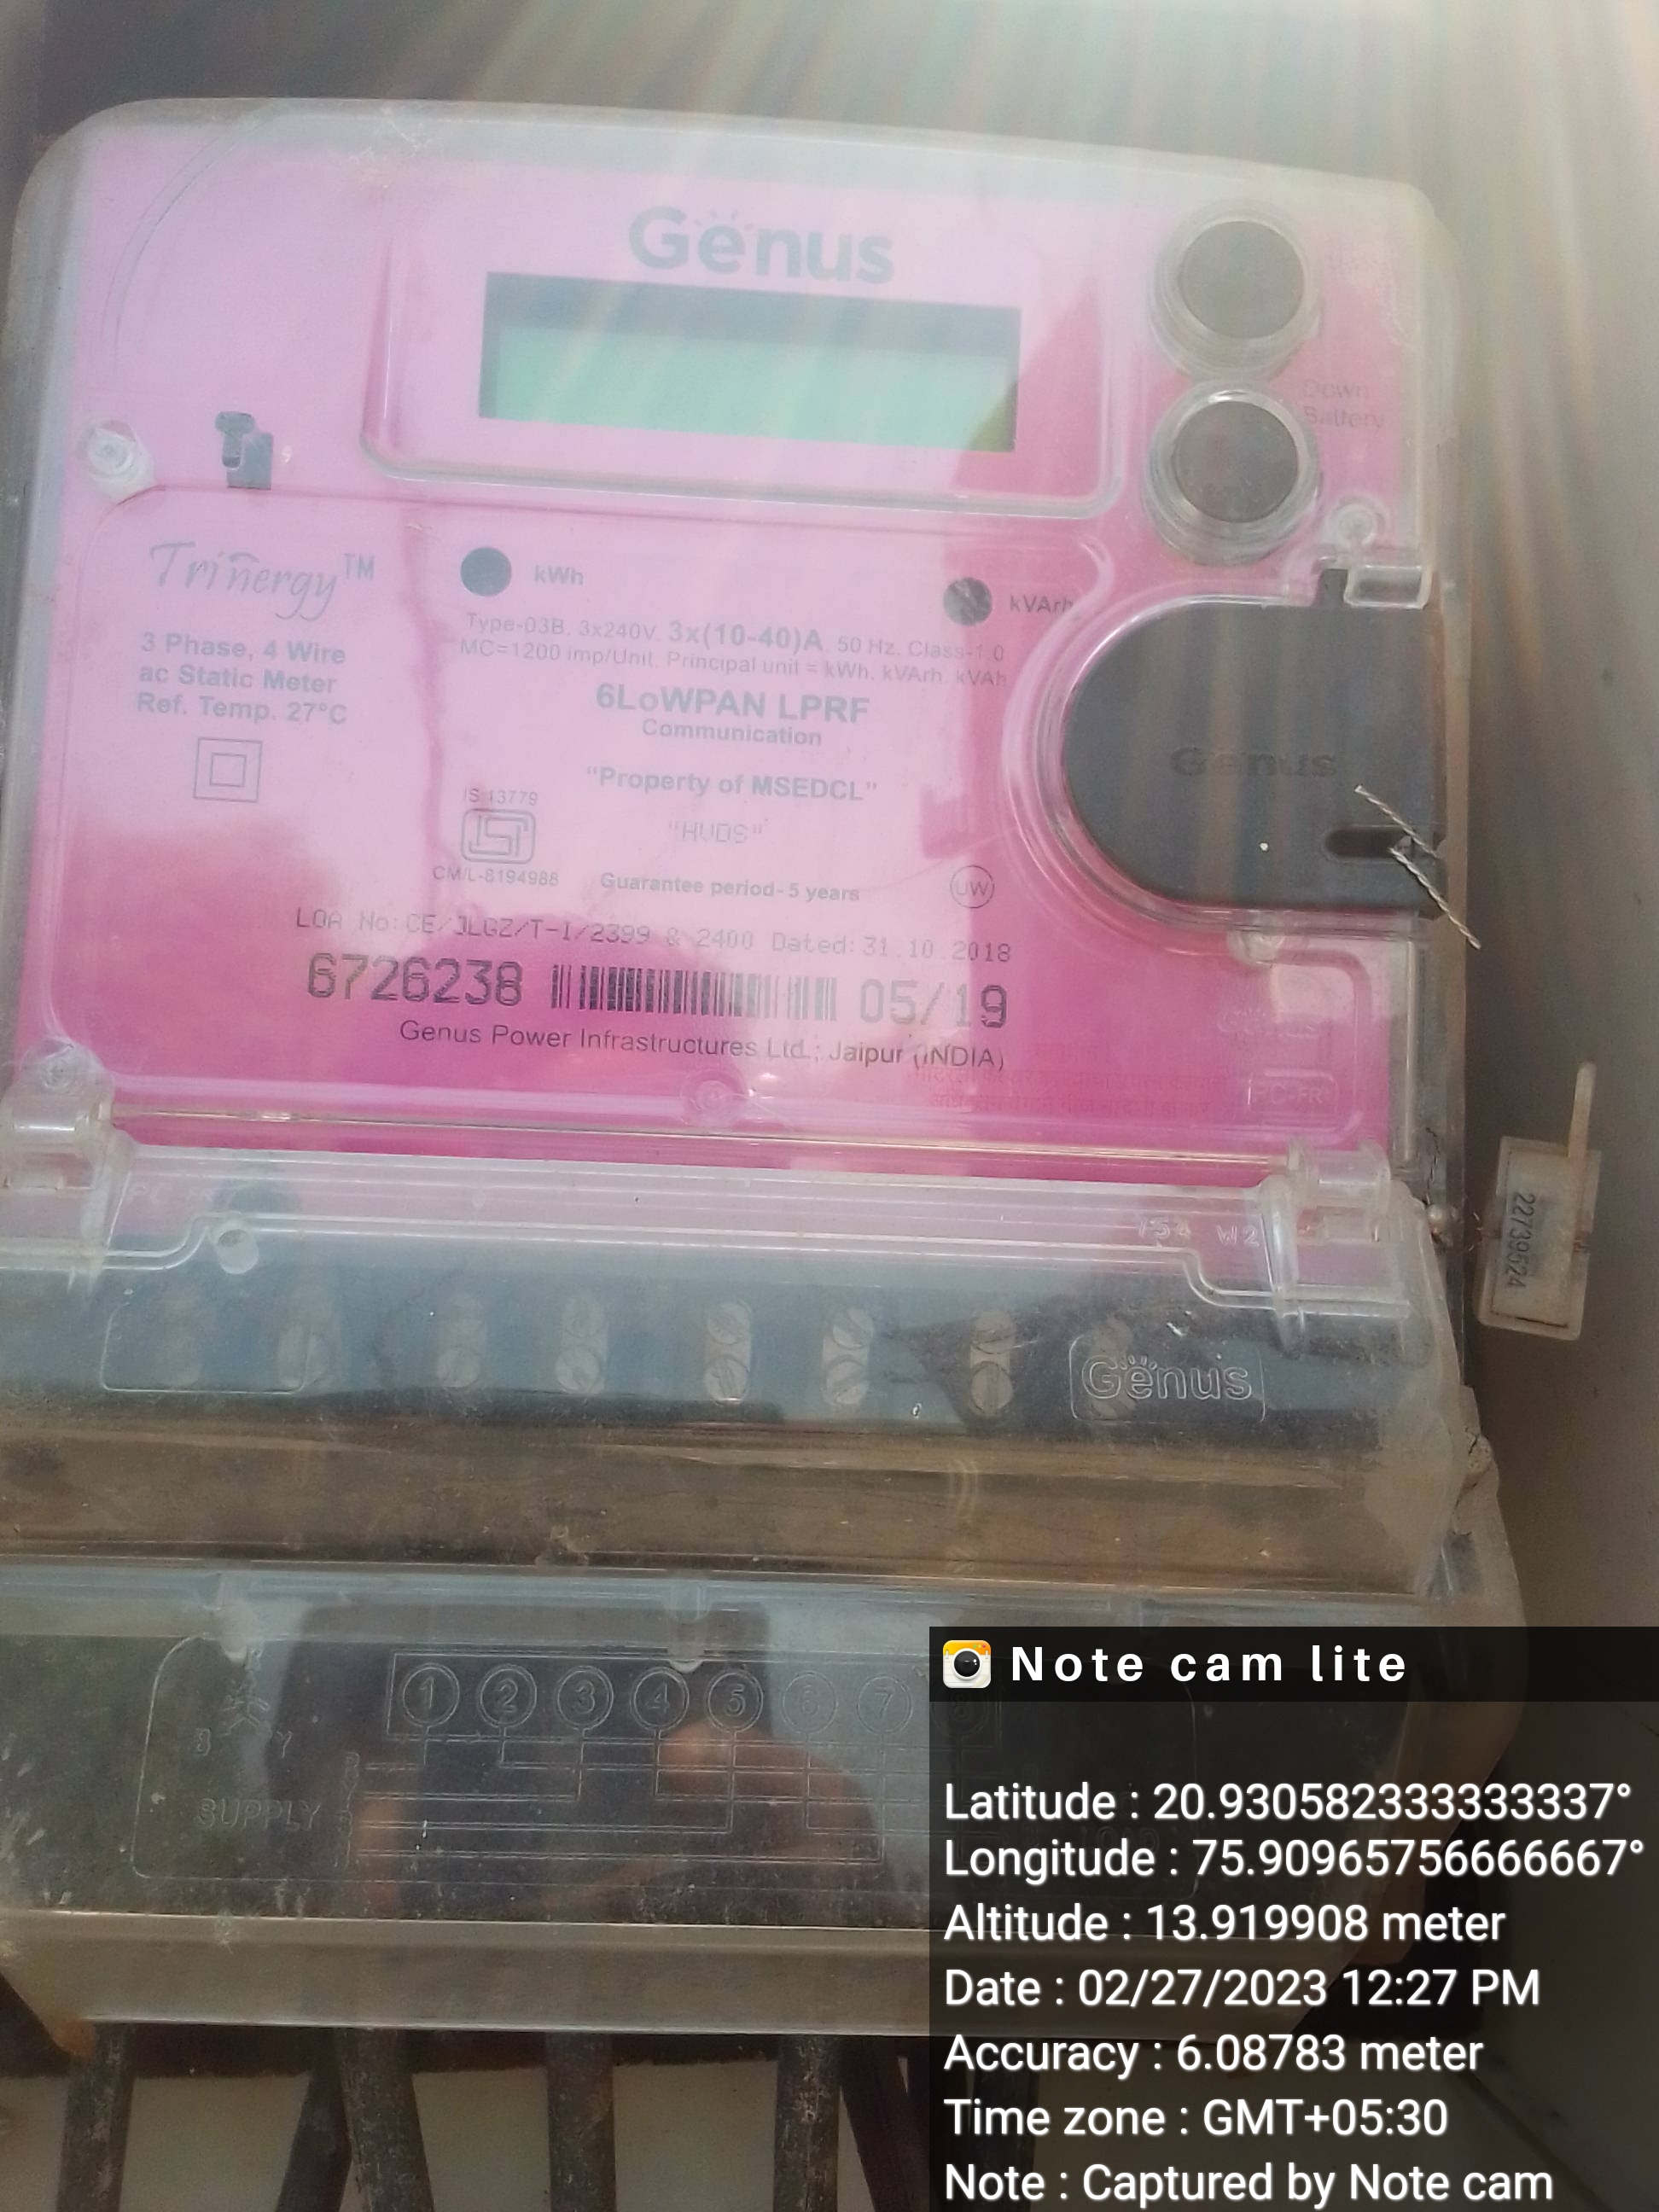 Genus
Down
Battery
Trinergy™
kWh
kVArh
Type-03B, 3x240V, 3x(10-40)A, 50 Hz, Class-1.0
MC=1200 imp/Unit, Principal unit = kWh, kVArh, kVAh
3 Phase, 4 Wire
ac Static Meter
Ref. Temp. 27°C
6LoWPAN LPRF
Communication
Genus
"Property of MSEDCL"
IS 13779
"HVDS"
CM/L-8194988
Guarantee period-5 years
UW
LOA No:CE/JLGZ/T-1/2399 & 2400 Dated:31.10.2018
6726238 05/19
Genus Power Infrastructures Ltd.; Jaipur (INDIA)
Genus
PC-FR
W2
22739524
Genus
1 2 3 4 5 6 7 8
B Y
SUPPLY
Note cam lite
Latitude : 20.930582333333337°
Longitude : 75.90965756666667°
Altitude : 13.919908 meter
Date : 02/27/2023 12:27 PM
Accuracy : 6.08783 meter
Time zone : GMT+05:30
Note : Captured by Note cam